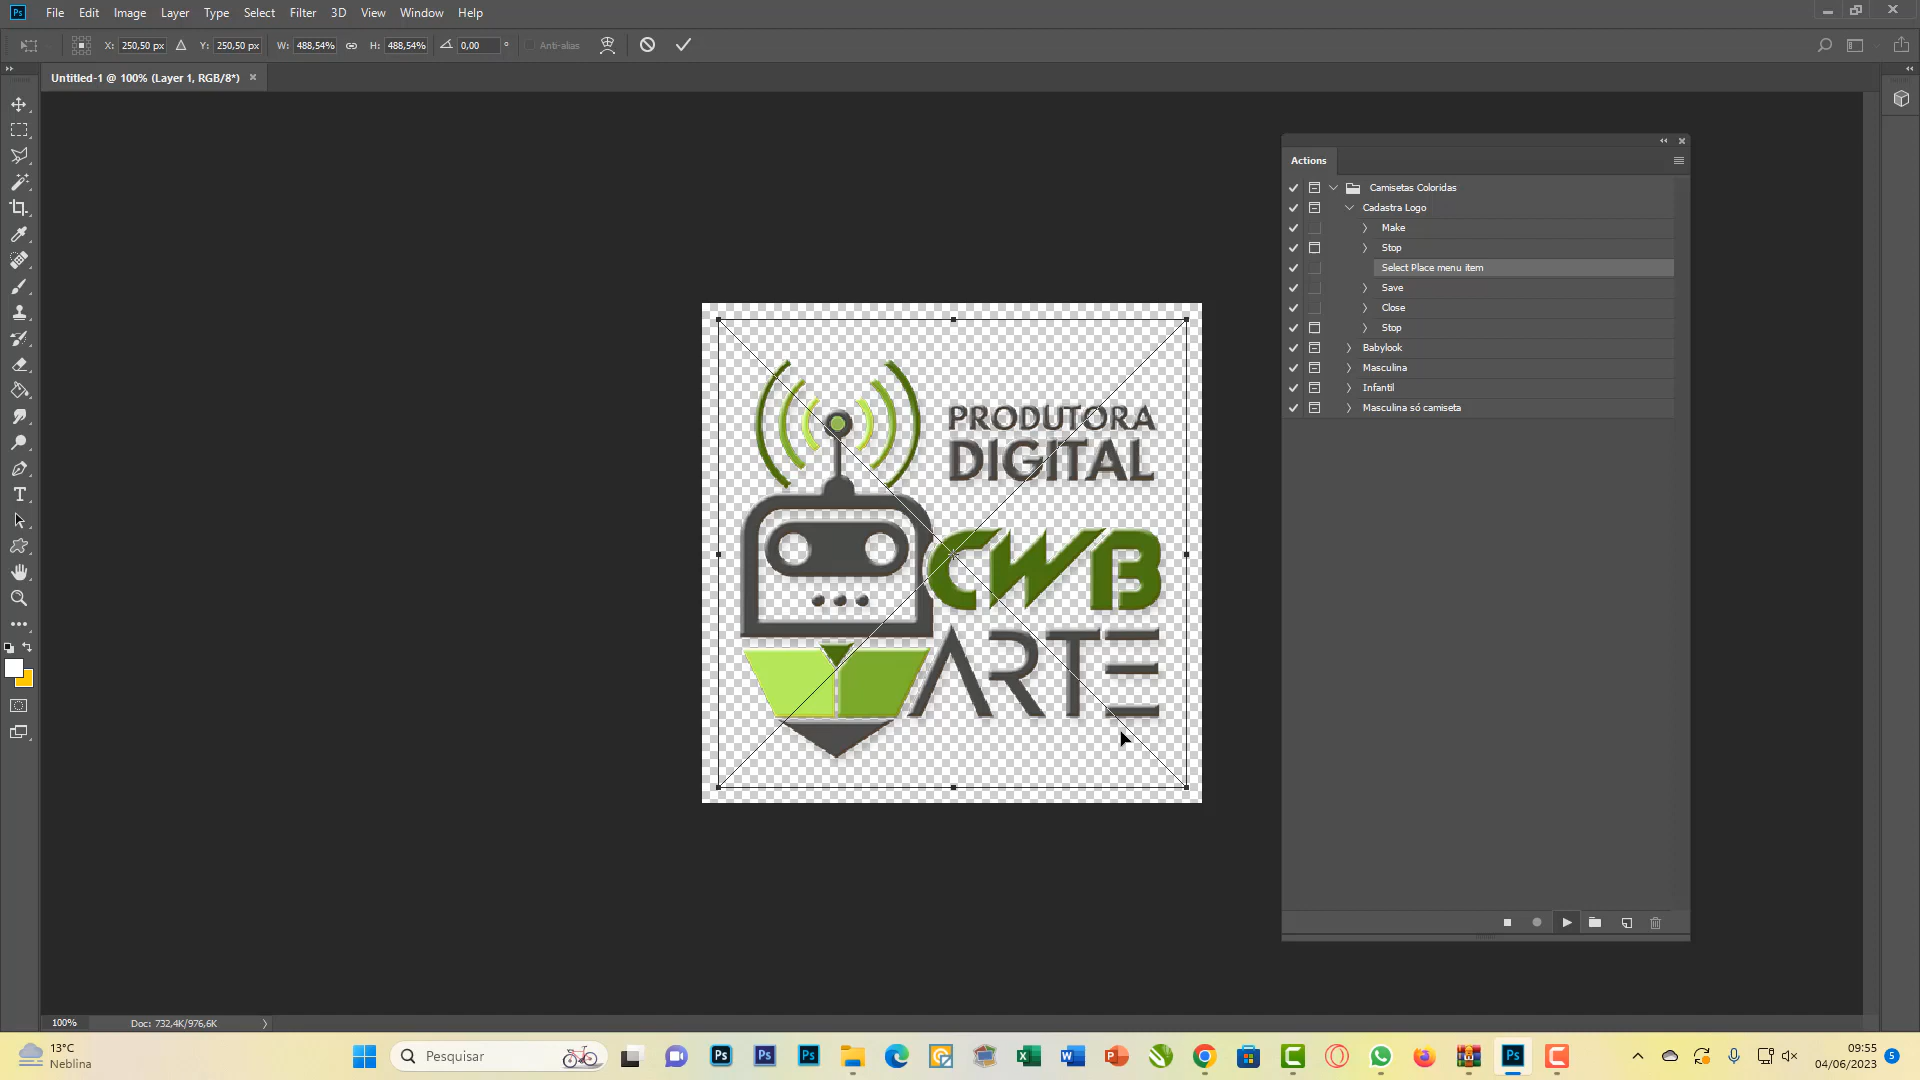 Ps File Edit Image Layer Type Select Filter 3D View Window Help
X: 250,50 px Y: 250,50 px W: 488,54% H: 488,54% 0,00 ° Anti-alias
Untitled-1 @ 100% (Layer 1, RGB/8*)
Actions
Camisetas Coloridas
Cadastra Logo
Make
Stop
Select Place menu item
Save
Close
Stop
Babylook
Masculina
Infantil
Masculina só camiseta
PRODUTORA
DIGITAL
CWB
ARTE
100% Doc: 732,4K/976,6K
13°C
Neblina
Pesquisar
09:55
04/06/2023
5